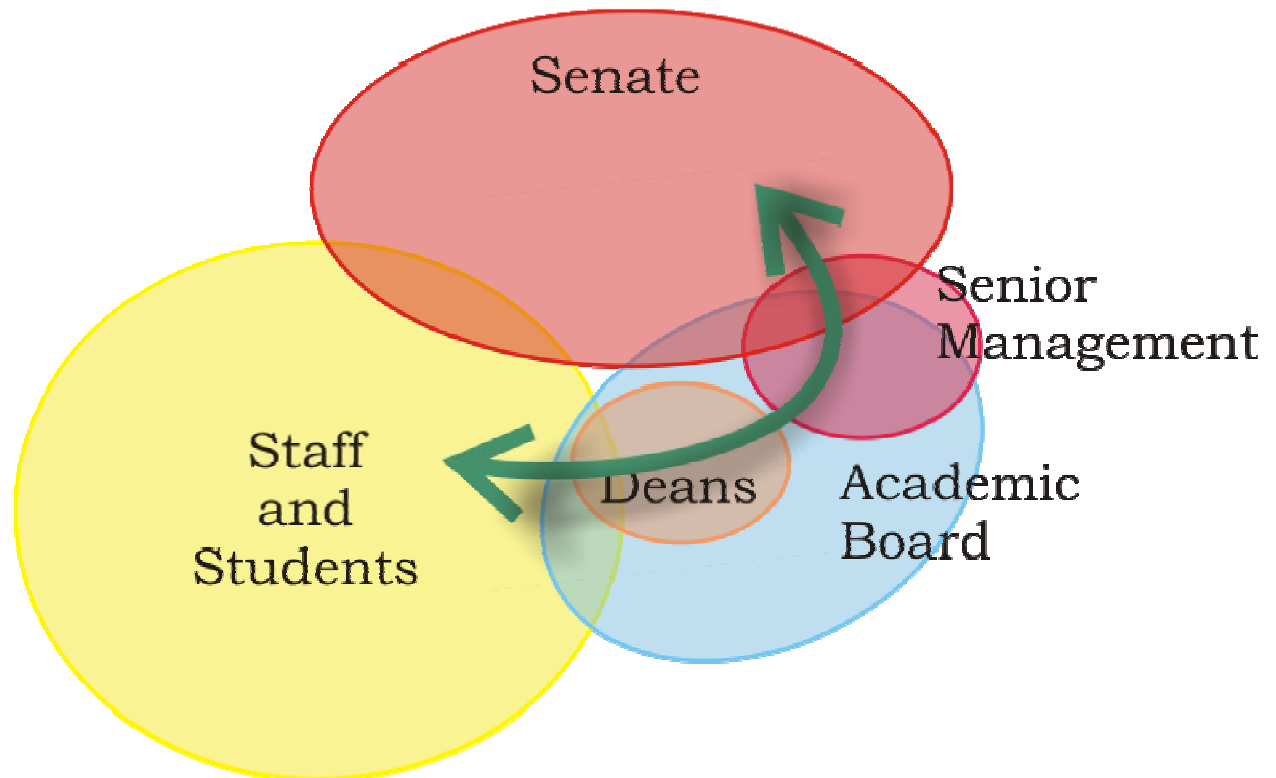 Senate
Senior
Management
Staff
and
Students
Deans
Academic
Board